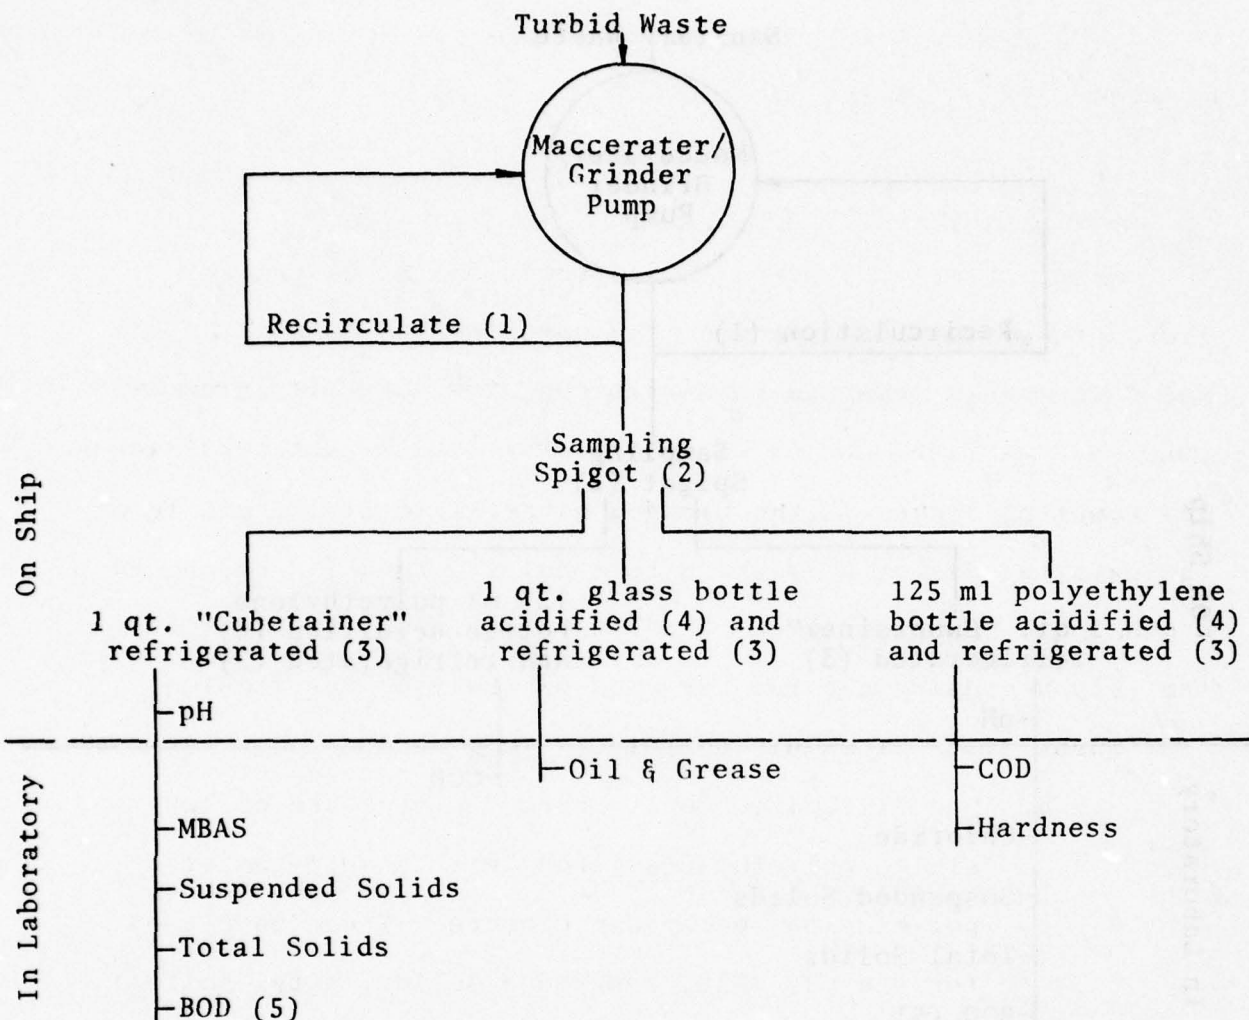 Turbid Waste
Maccerater/
Grinder
Pump
Recirculate (1)
Sampling
Spigot (2)
On Ship
1 qt. "Cubetainer"
refrigerated (3)
1 qt. glass bottle
acidified (4) and
refrigerated (3)
125 ml polyethylene
bottle acidified (4)
and refrigerated (3)
pH
In Laboratory
MBAS
Suspended Solids
Total Solids
BOD (5)
Oil & Grease
COD
Hardness